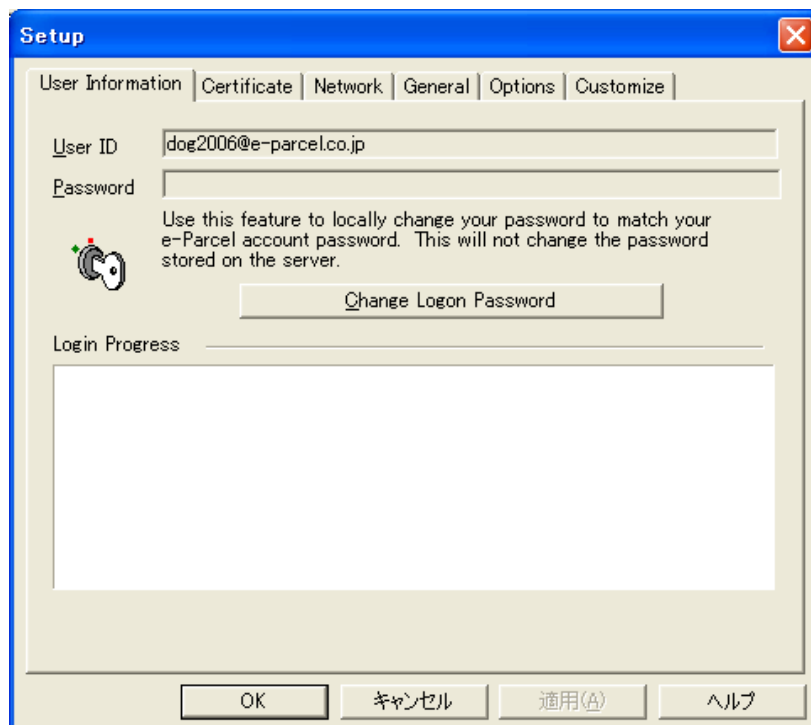 Setup
User Information Certificate Network General Options Customize
User ID dog2006@e-parcel.co.jp
Password
Use this feature to locally change your password to match your
e-Parcel account password. This will not change the password
stored on the server.
Change Logon Password
Login Progress
OK キャンセル 適用(A) ヘルプ